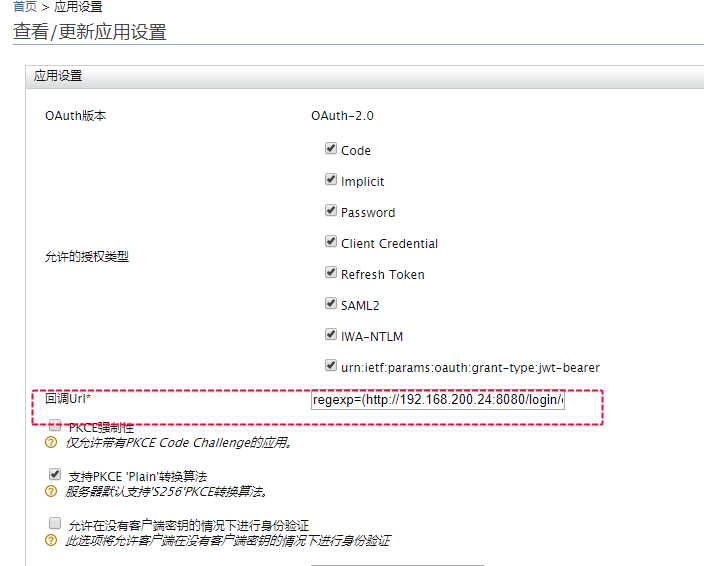 首页 > 应用设置
查看/更新应用设置
应用设置
OAuth版本 OAuth-2.0
Code
Implicit
Password
Client Credential
允许的授权类型
Refresh Token
SAML2
IWA-NTLM
urn:ietf:params:oauth:grant-type:jwt-bearer
回调Url* regexp=(http://192.168.200.24:8080/login/
PKCE强制性
仅允许带有PKCE Code Challenge的应用。
支持PKCE 'Plain'转换算法
服务器默认支持'S256'PKCE转换算法。
允许在没有客户端密钥的情况下进行身份验证
此选项将允许客户端在没有客户端密钥的情况下进行身份验证